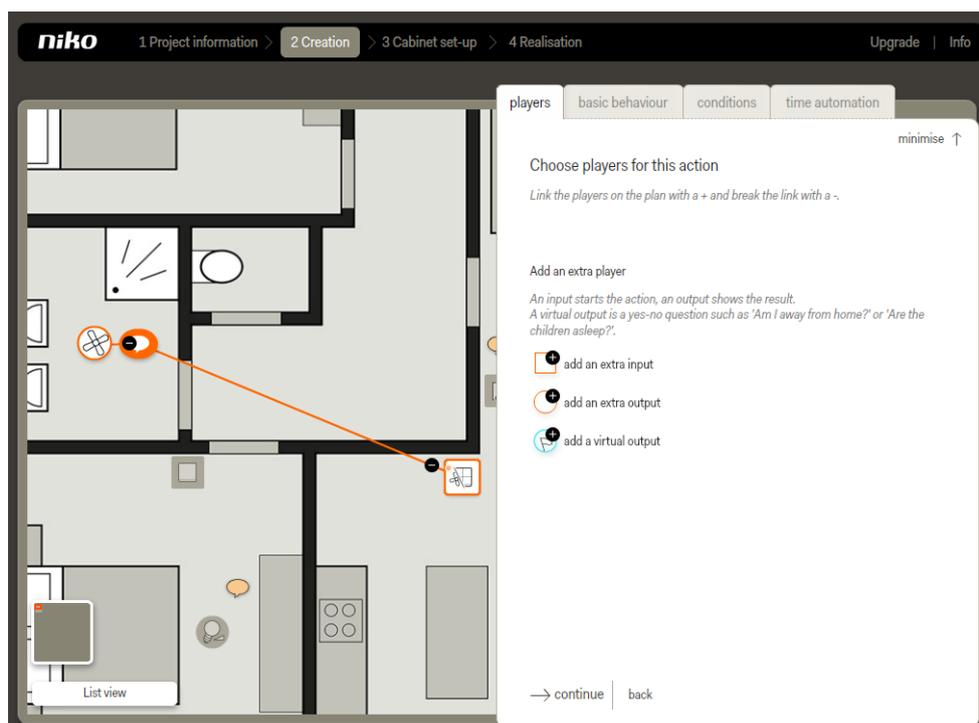 niko
1 Project information
2 Creation
3 Cabinet set-up
4 Realisation
Upgrade | Info
players
basic behaviour
conditions
time automation
minimise ↑
Choose players for this action
Link the players on the plan with a + and break the link with a -.
Add an extra player
An input starts the action, an output shows the result.
A virtual output is a yes-no question such as 'Am I away from home?' or 'Are the
children asleep?'.
add an extra input
add an extra output
add a virtual output
List view
→ continue
back